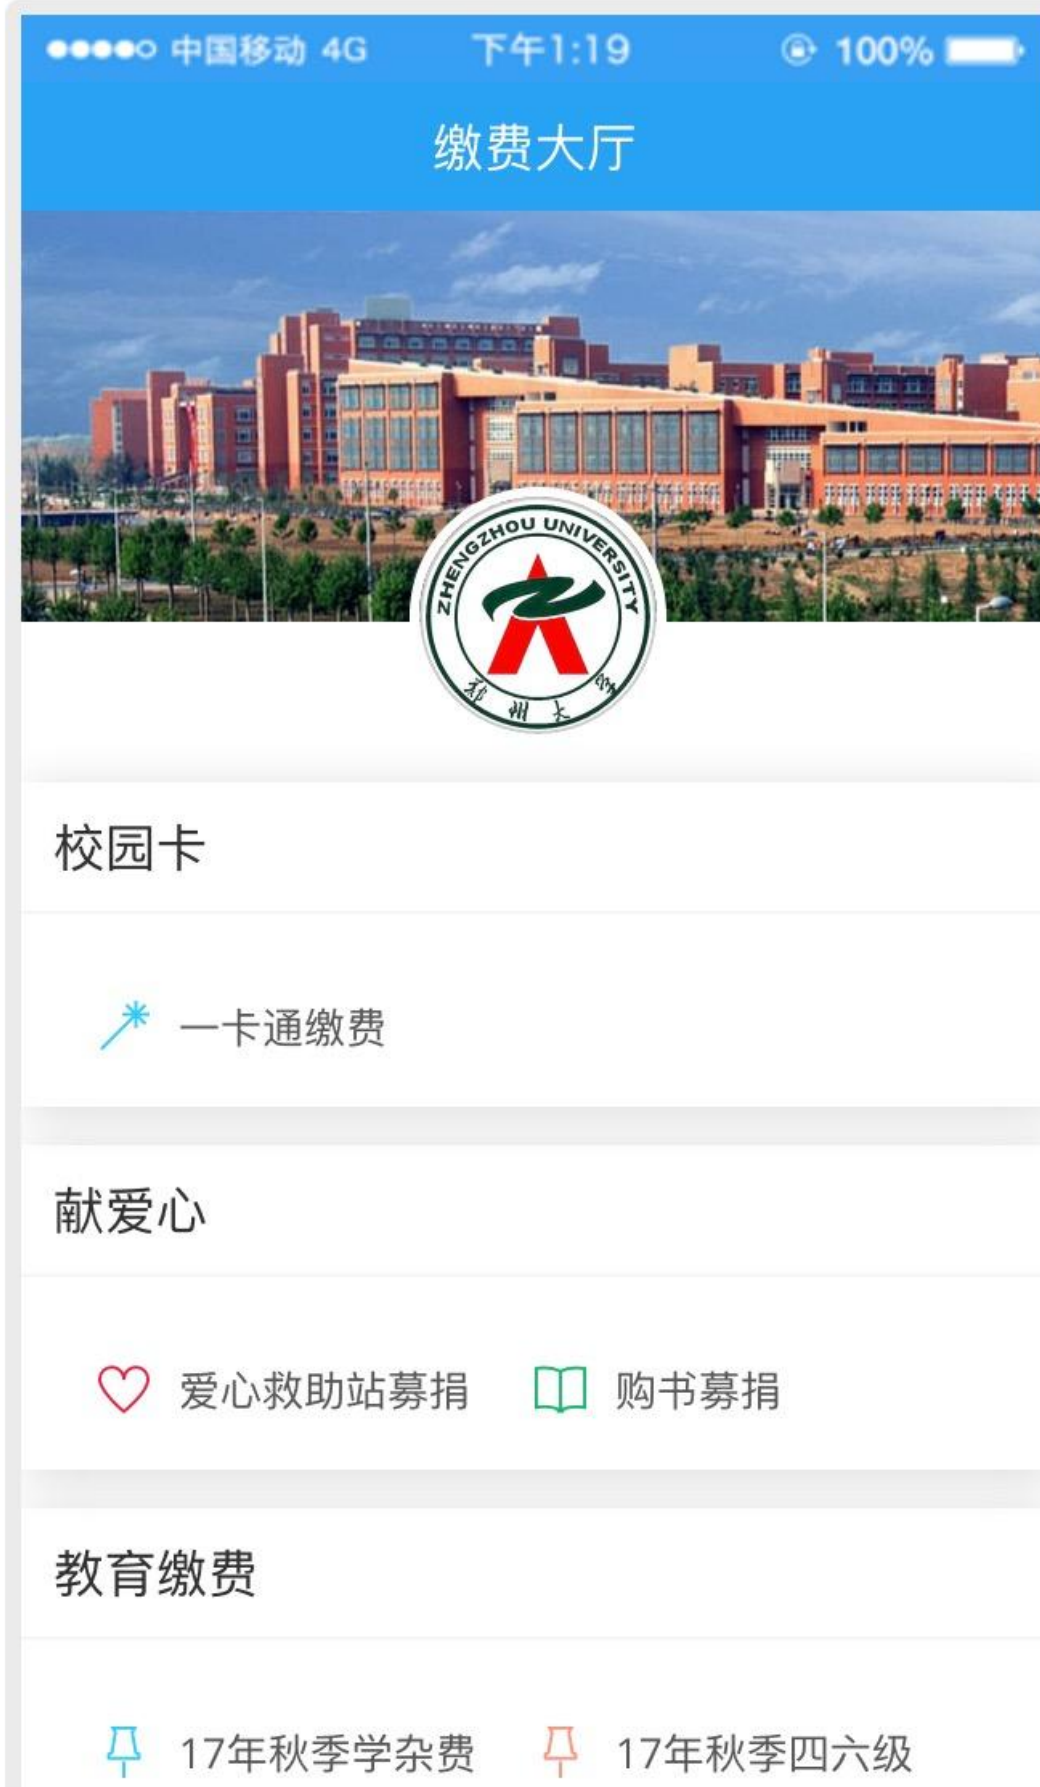 中国移动 4G 下午1:19 100%
缴费大厅
ZHENGZHOU UNIVERSITY
郑州大学
校园卡
一卡通缴费
献爱心
爱心救助站募捐 购书募捐
教育缴费
17年秋季学杂费 17年秋季四六级